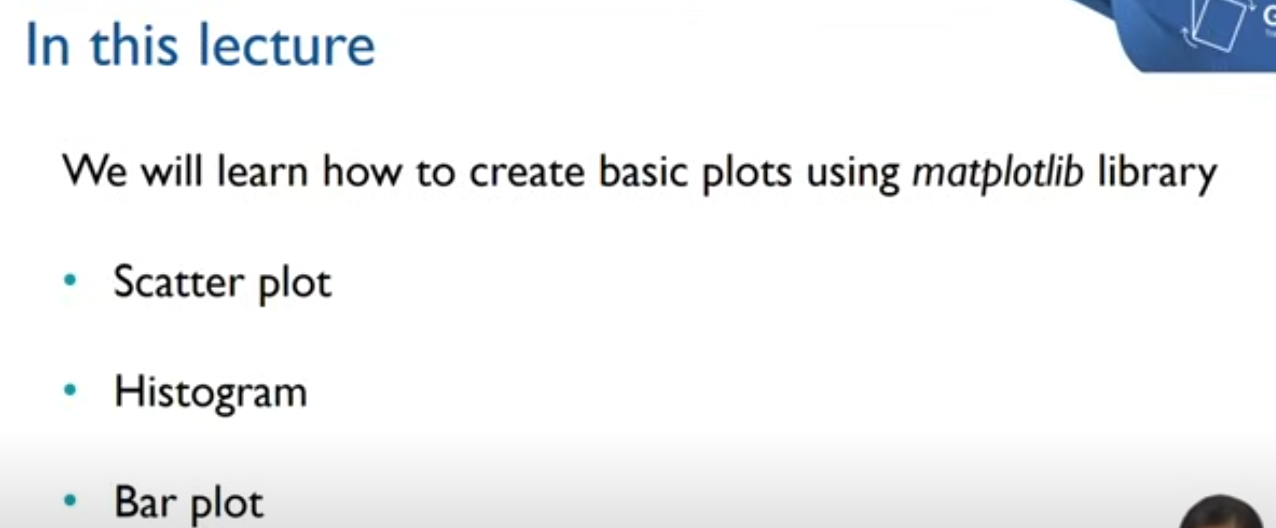 In this lecture
We will learn how to create basic plots using matplotlib library
• Scatter plot
• Histogram
• Bar plot